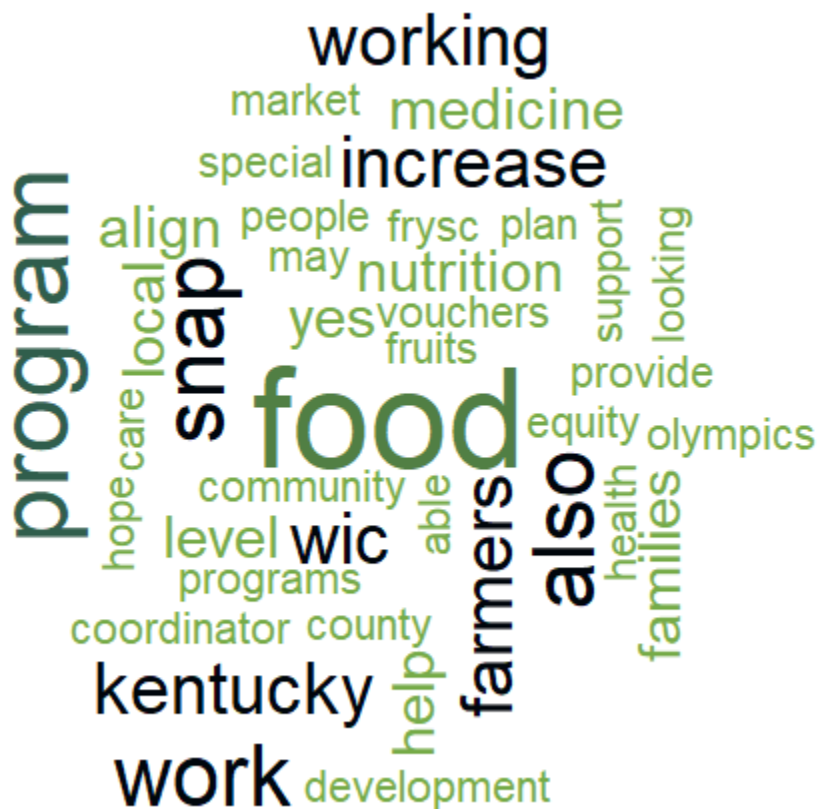 working
market medicine
special increase
program
align people frysc plan support looking
may nutrition
local snap
yes vouchers
fruits
food
provide
care equity olympics
hope community able farmers also health families
level wic
programs
coordinator county
kentucky help
work development